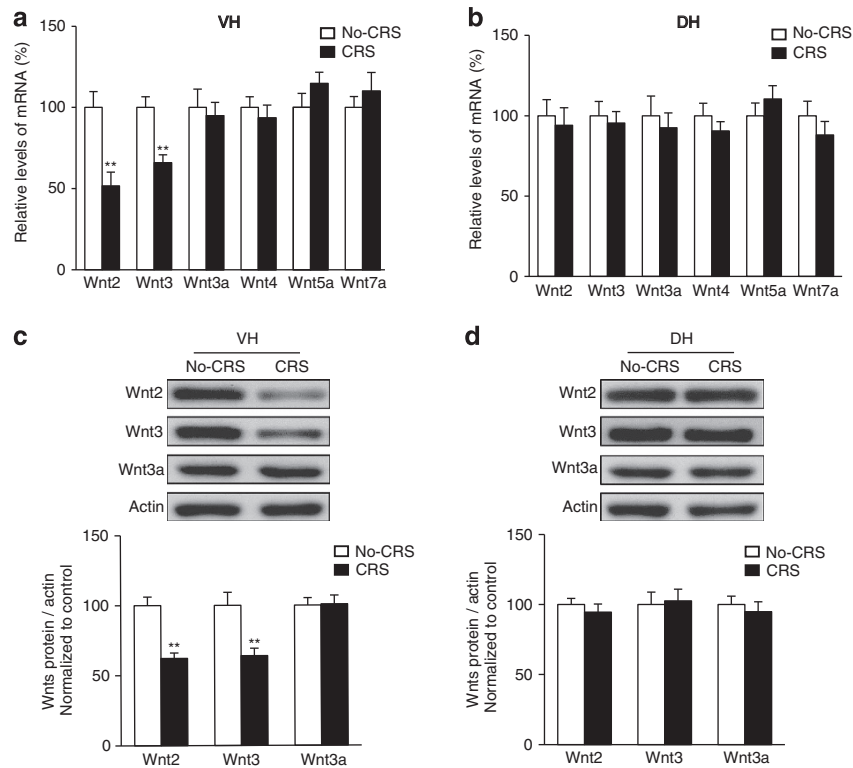 a
VH
No-CRS
CRS
Relative levels of mRNA (%)
150
100
50
0
** **
Wnt2 Wnt3 Wnt3a Wnt4 Wnt5a Wnt7a
b
DH
No-CRS
CRS
Relative levels of mRNA (%)
150
100
50
0
Wnt2 Wnt3 Wnt3a Wnt4 Wnt5a Wnt7a
c
VH
No-CRS CRS
Wnt2
Wnt3
Wnt3a
Actin
No-CRS
CRS
Wnts protein / actin
Normalized to control
150
100
50
0
** **
Wnt2 Wnt3 Wnt3a
d
DH
No-CRS CRS
Wnt2
Wnt3
Wnt3a
Actin
No-CRS
CRS
Wnts protein / actin
Normalized to control
150
100
50
0
Wnt2 Wnt3 Wnt3a